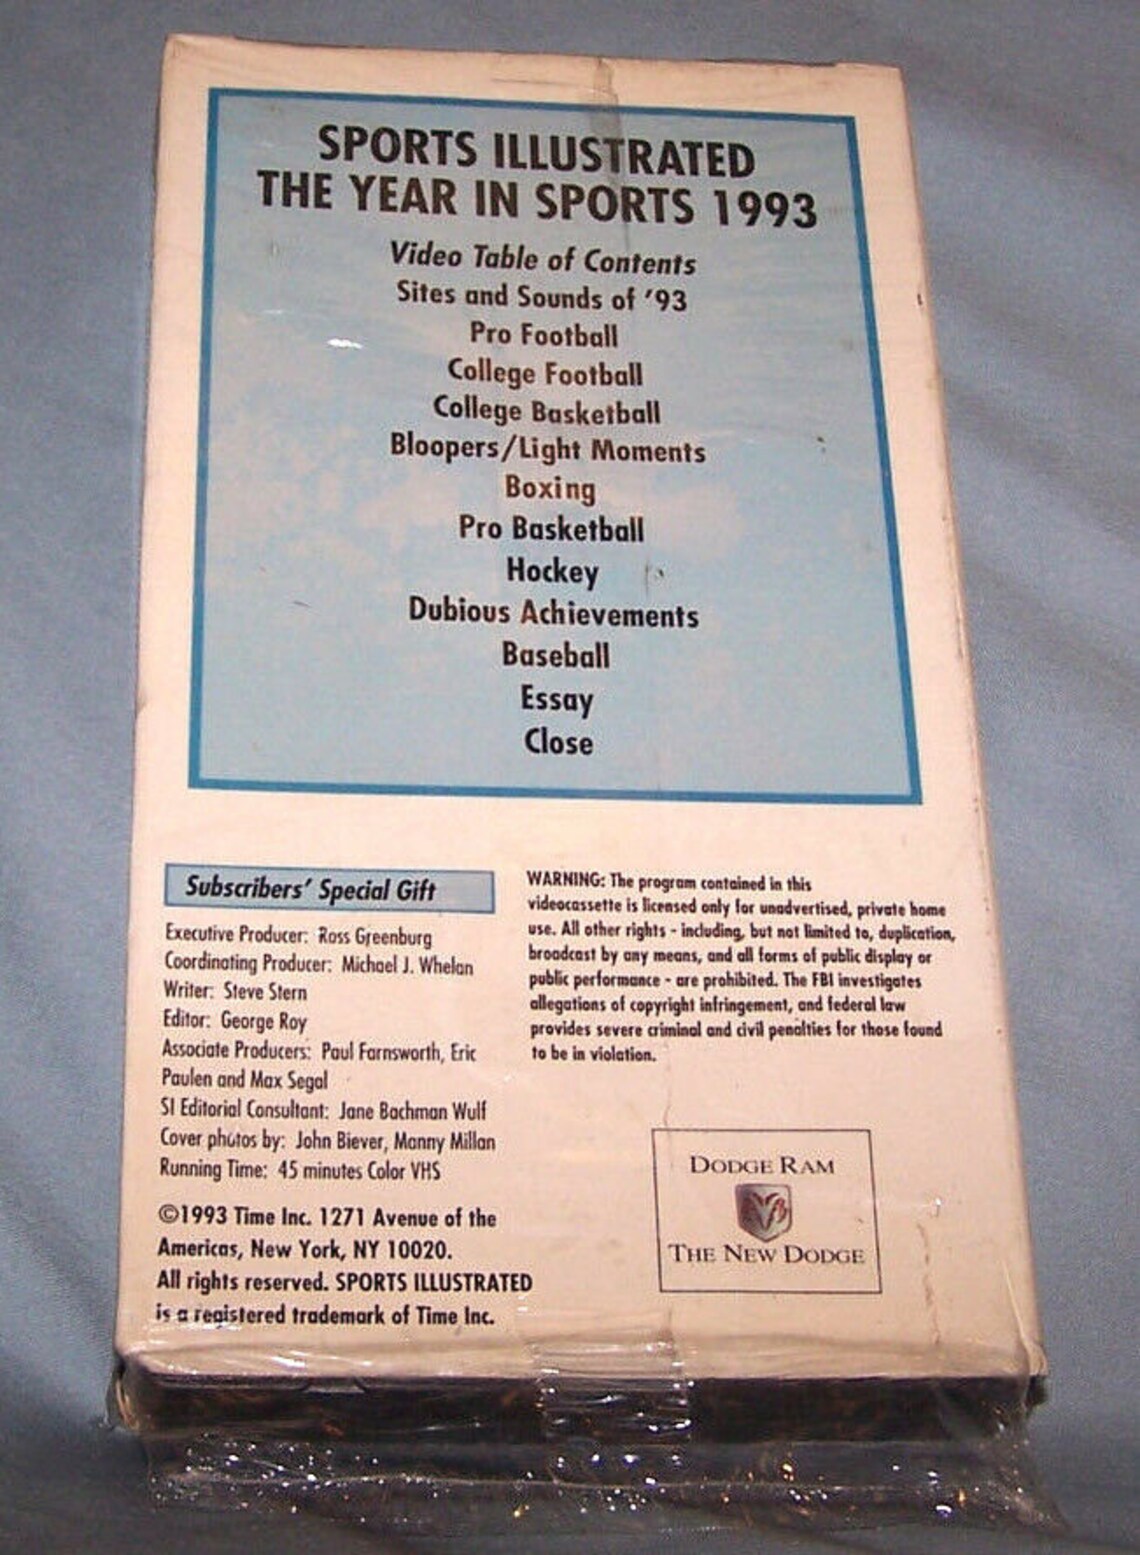 SPORTS ILLUSTRATED
THE YEAR IN SPORTS 1993
Video Table of Contents
Sites and Sounds of '93
Pro Football
College Football
College Basketball
Bloopers/Light Moments
Boxing
Pro Basketball
Hockey
Dubious Achievements
Baseball
Essay
Close
Subscribers' Special Gift
Executive Producer: Ross Greenburg
Coordinating Producer: Michael J. Whelan
Writer: Steve Stern
Editor: George Roy
Associate Producers: Paul Farnsworth, Eric
Paulen and Max Segal
SI Editorial Consultant: Jane Bachman Wulf
Cover photos by: John Biever, Manny Millan
Running Time: 45 minutes Color VHS
©1993 Time Inc. 1271 Avenue of the
Americas, New York, NY 10020.
All rights reserved. SPORTS ILLUSTRATED
is a registered trademark of Time Inc.
WARNING: The program contained in this
videocassette is licensed only for unadvertised, private home
use. All other rights - including, but not limited to, duplication,
broadcast by any means, and all forms of public display or
public performance - are prohibited. The FBI investigates
allegations of copyright infringement, and federal law
provides severe criminal and civil penalties for those found
to be in violation.
DODGE RAM
THE NEW DODGE